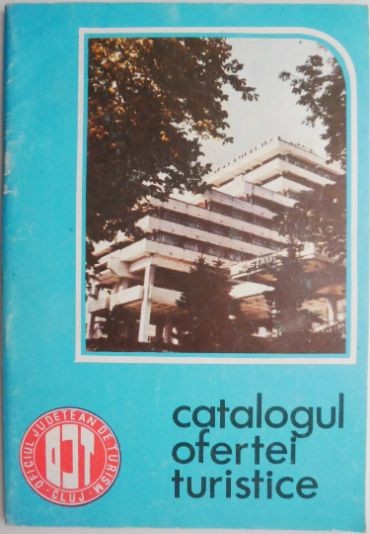 catalogul
ofertei
turistice
OFICIUL JUDEȚEAN DE TURISM
OJT
· CLUJ ·